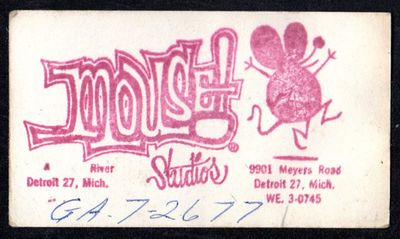 MOUSE!
®
Studios
A River
Detroit 27, Mich.
9901 Meyers Road
Detroit 27, Mich.
WE. 3-0745
GA-7-2677